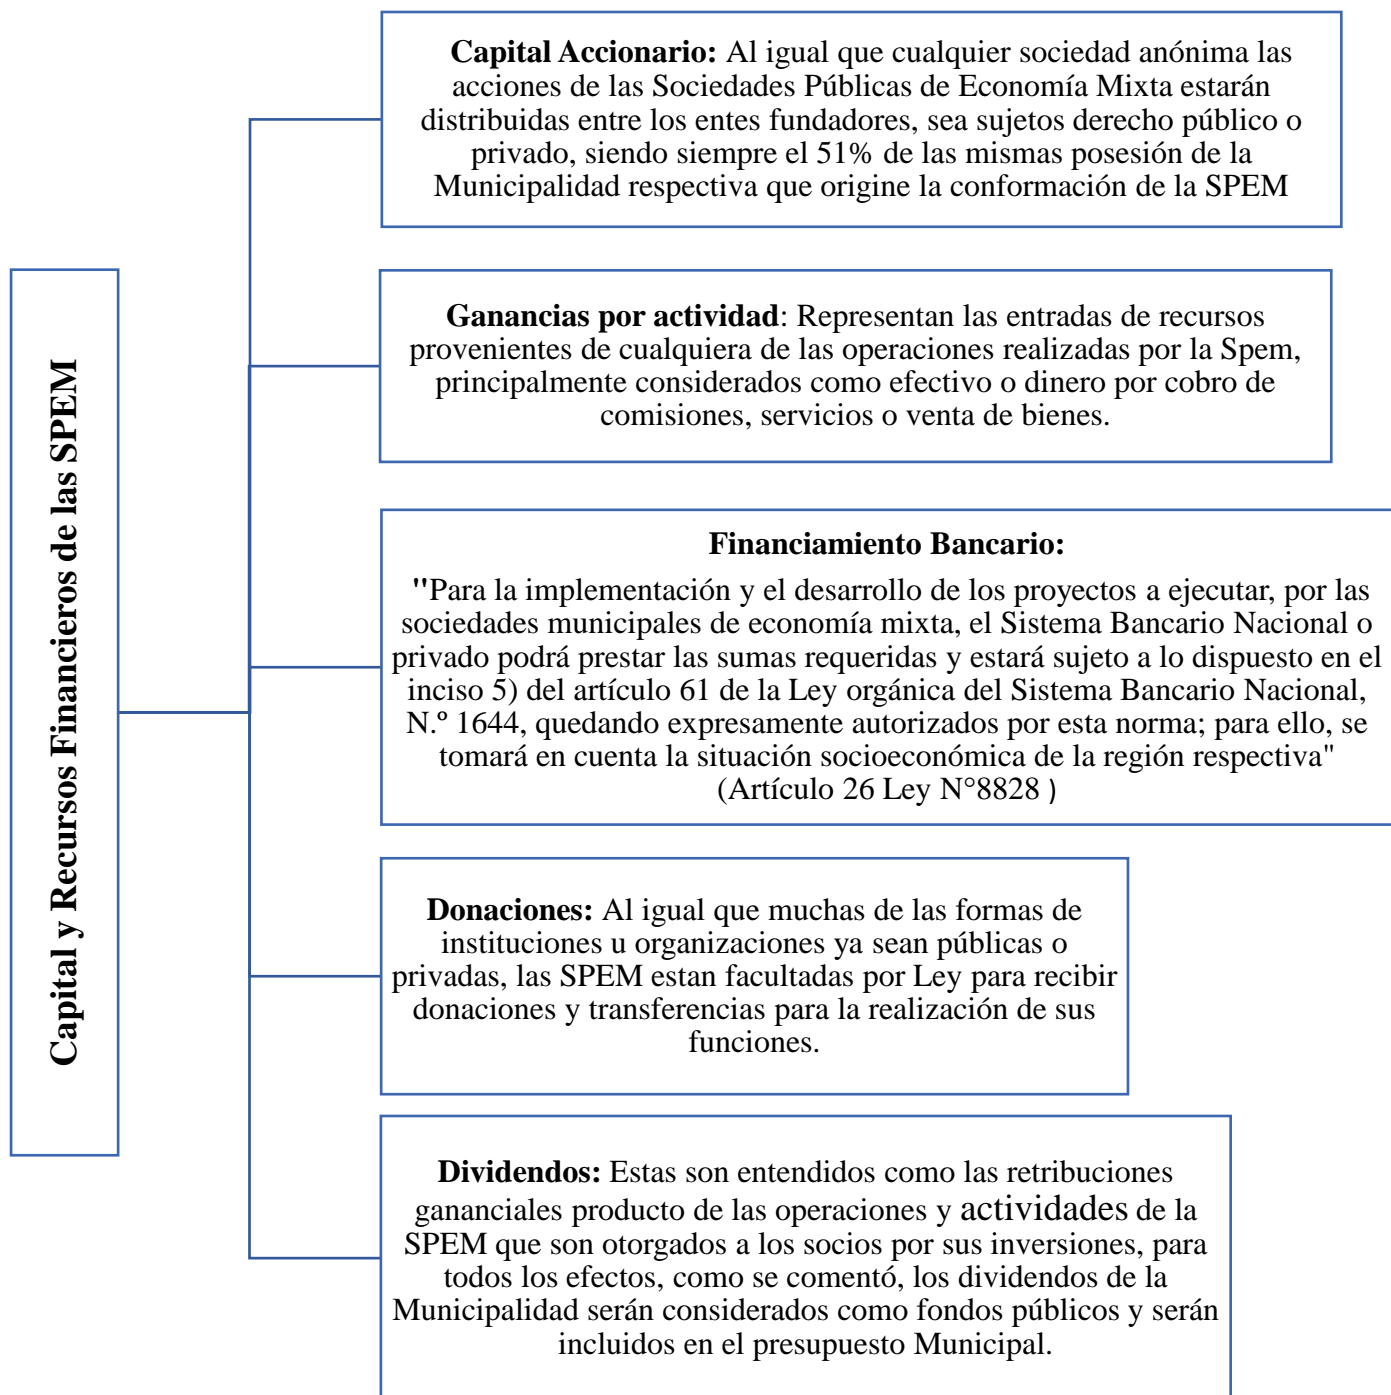 Capital y Recursos Financieros de las SPEM
Capital Accionario: Al igual que cualquier sociedad anónima las
acciones de las Sociedades Públicas de Economía Mixta estarán
distribuidas entre los entes fundadores, sea sujetos derecho público o
privado, siendo siempre el 51% de las mismas posesión de la
Municipalidad respectiva que origine la conformación de la SPEM
Ganancias por actividad: Representan las entradas de recursos
provenientes de cualquiera de las operaciones realizadas por la Spem,
principalmente considerados como efectivo o dinero por cobro de
comisiones, servicios o venta de bienes.
Financiamiento Bancario:
"Para la implementación y el desarrollo de los proyectos a ejecutar, por las
sociedades municipales de economía mixta, el Sistema Bancario Nacional o
privado podrá prestar las sumas requeridas y estará sujeto a lo dispuesto en el
inciso 5) del artículo 61 de la Ley orgánica del Sistema Bancario Nacional,
N.º 1644, quedando expresamente autorizados por esta norma; para ello, se
tomará en cuenta la situación socioeconómica de la región respectiva"
(Artículo 26 Ley N°8828 )
Donaciones: Al igual que muchas de las formas de
instituciones u organizaciones ya sean públicas o
privadas, las SPEM estan facultadas por Ley para recibir
donaciones y transferencias para la realización de sus
funciones.
Dividendos: Estas son entendidos como las retribuciones
gananciales producto de las operaciones y actividades de la
SPEM que son otorgados a los socios por sus inversiones, para
todos los efectos, como se comentó, los dividendos de la
Municipalidad serán considerados como fondos públicos y serán
incluidos en el presupuesto Municipal.